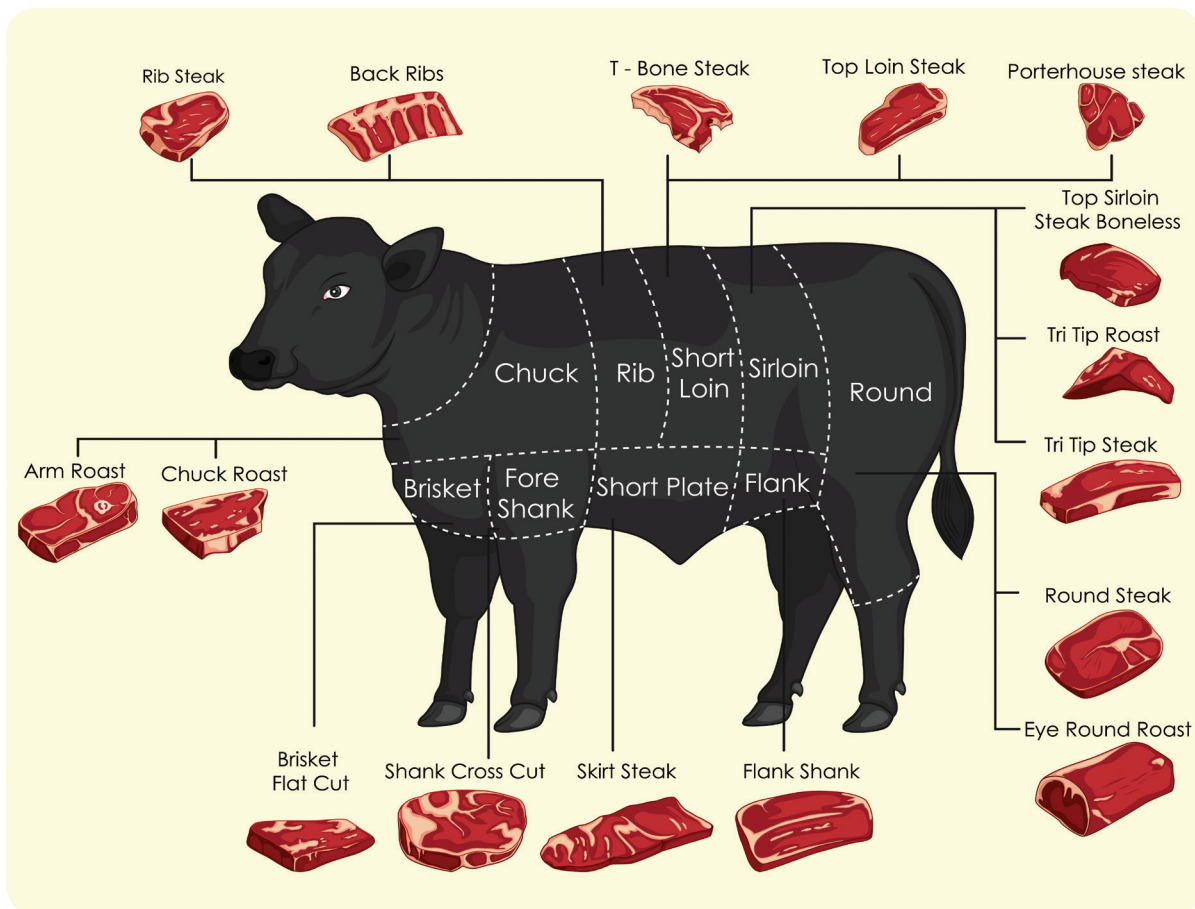 Rib Steak
Back Ribs
T - Bone Steak
Top Loin Steak
Porterhouse steak
Top Sirloin
Steak Boneless
Tri Tip Roast
Tri Tip Steak
Chuck
Rib
Short
Loin
Sirloin
Round
Arm Roast
Chuck Roast
Brisket
Fore
Shank
Short Plate
Flank
Round Steak
Eye Round Roast
Brisket
Flat Cut
Shank Cross Cut
Skirt Steak
Flank Shank